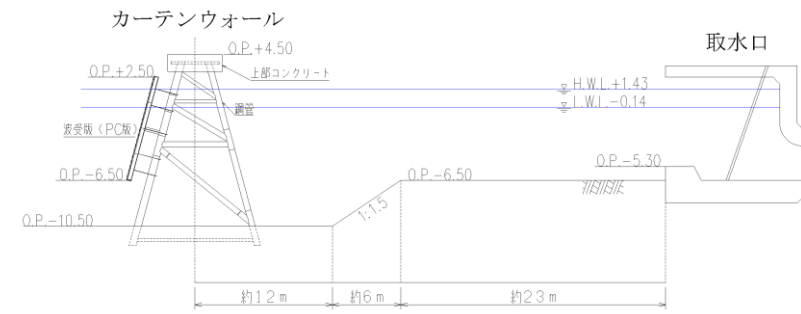 カーテンウォール
取水口
O.P.+4.50
上部コンクリート
O.P.+2.50
H.W.L.+1.43
L.W.L.-0.14
鋼管
波受版（PC版）
O.P.-5.30
O.P.-6.50
O.P.-6.50
1:1.5
O.P.-10.50
約12m
約6m
約23m